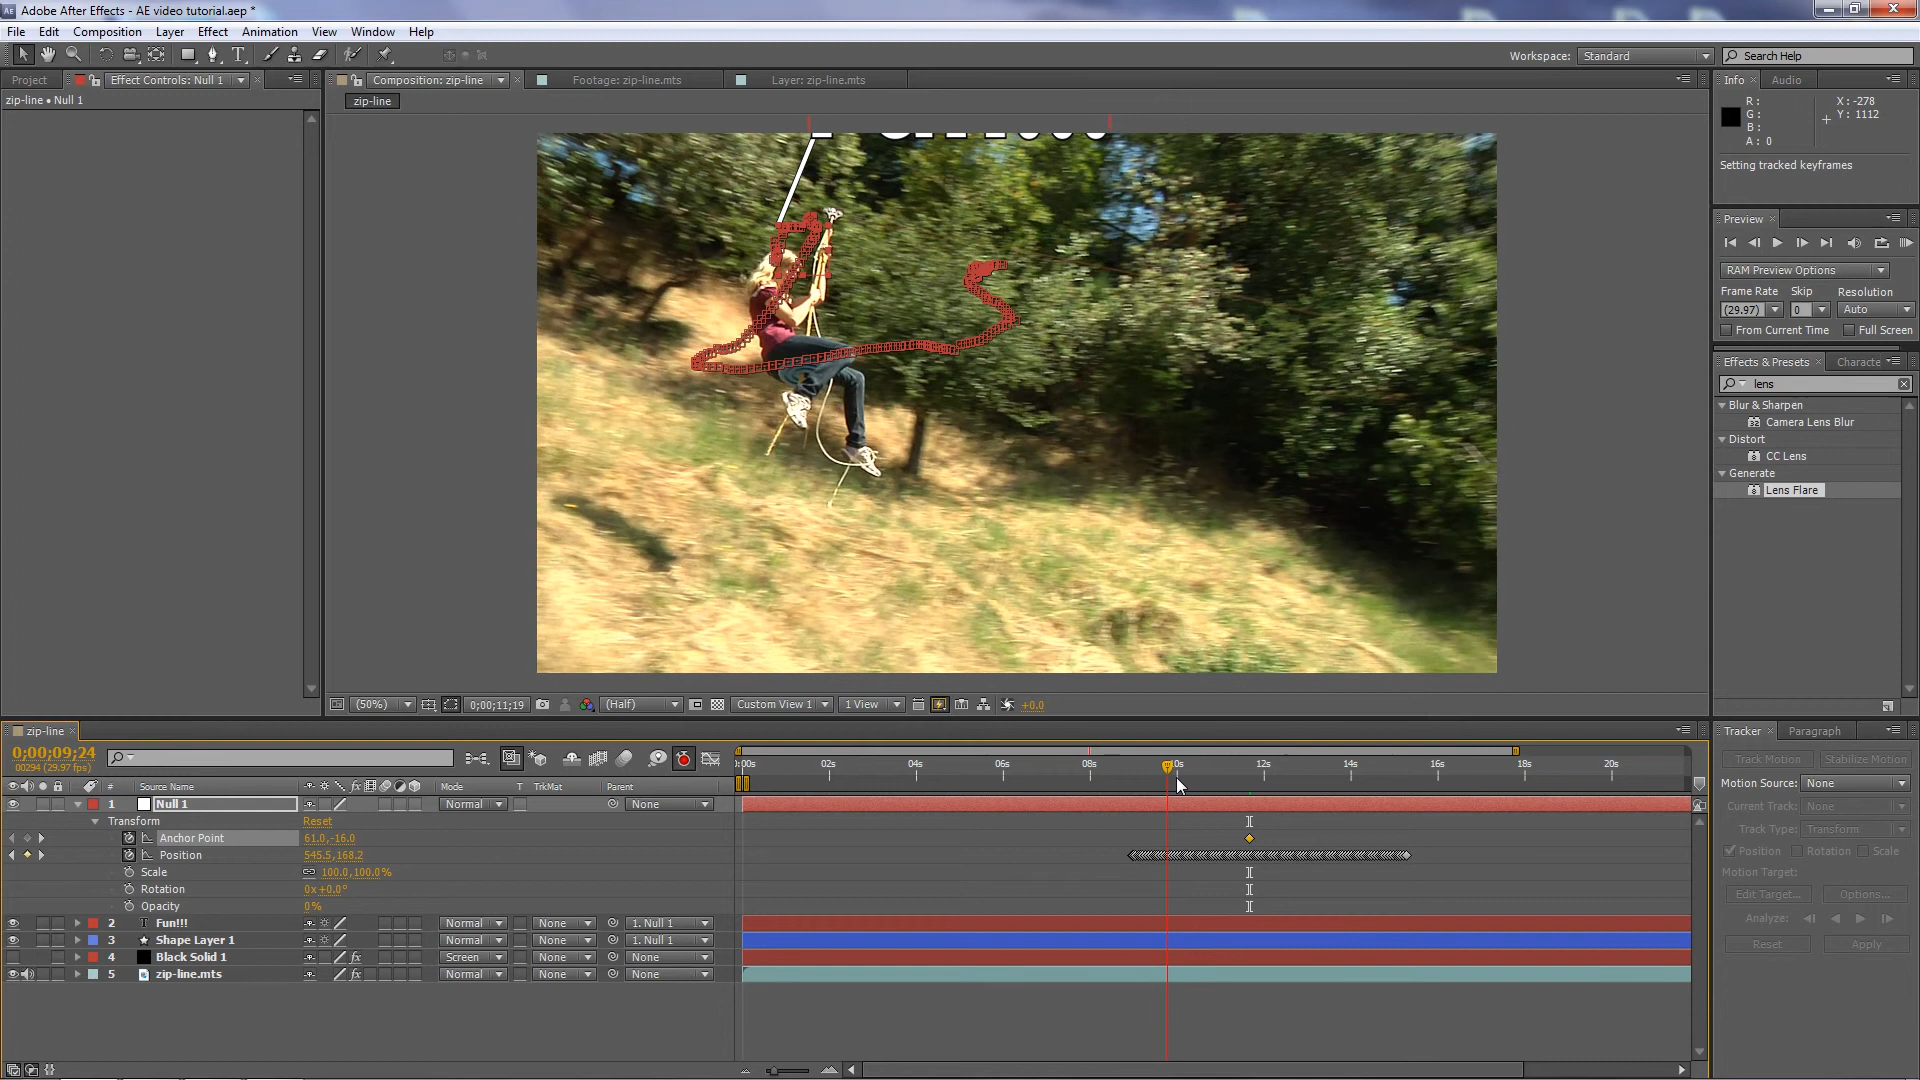 Adobe After Effects - AE video tutorial.aep *
File Edit Composition Layer Effect Animation View Window Help
Workspace: Standard Search Help
Project Effect Controls: Null 1 Composition: zip-line Footage: zip-line.mts Layer: zip-line.mts Info Audio
zip-line • Null 1
zip-line
R:
G:
B:
A: 0
X: -278
Y: 1112
Setting tracked keyframes
Preview
RAM Preview Options
Frame Rate Skip Resolution
(29.97) 0 Auto
From Current Time Full Screen
Effects & Presets Characte
lens
Blur & Sharpen
Camera Lens Blur
Distort
CC Lens
Generate
Lens Flare
(50%) 0;00;11;19 (Half) Custom View 1 1 View +0.0
zip-line
0;00;09;24
00294 (29.97 fps)
0:00s 02s 04s 06s 08s 10s 12s 14s 16s 18s 20s
# Source Name Mode T TrkMat Parent
1 Null 1 Normal None
Transform Reset
Anchor Point 61.0,-16.0
Position 545.5,168.2
Scale 100.0,100.0%
Rotation 0x+0.0°
Opacity 0%
2 Fun!!! Normal None 1. Null 1
3 Shape Layer 1 Normal None 1. Null 1
4 Black Solid 1 Screen None None
5 zip-line.mts Normal None None
Tracker Paragraph
Track Motion Stabilize Motion
Motion Source: None
Current Track: None
Track Type: Transform
Position Rotation Scale
Motion Target:
Edit Target... Options...
Analyze:
Reset Apply